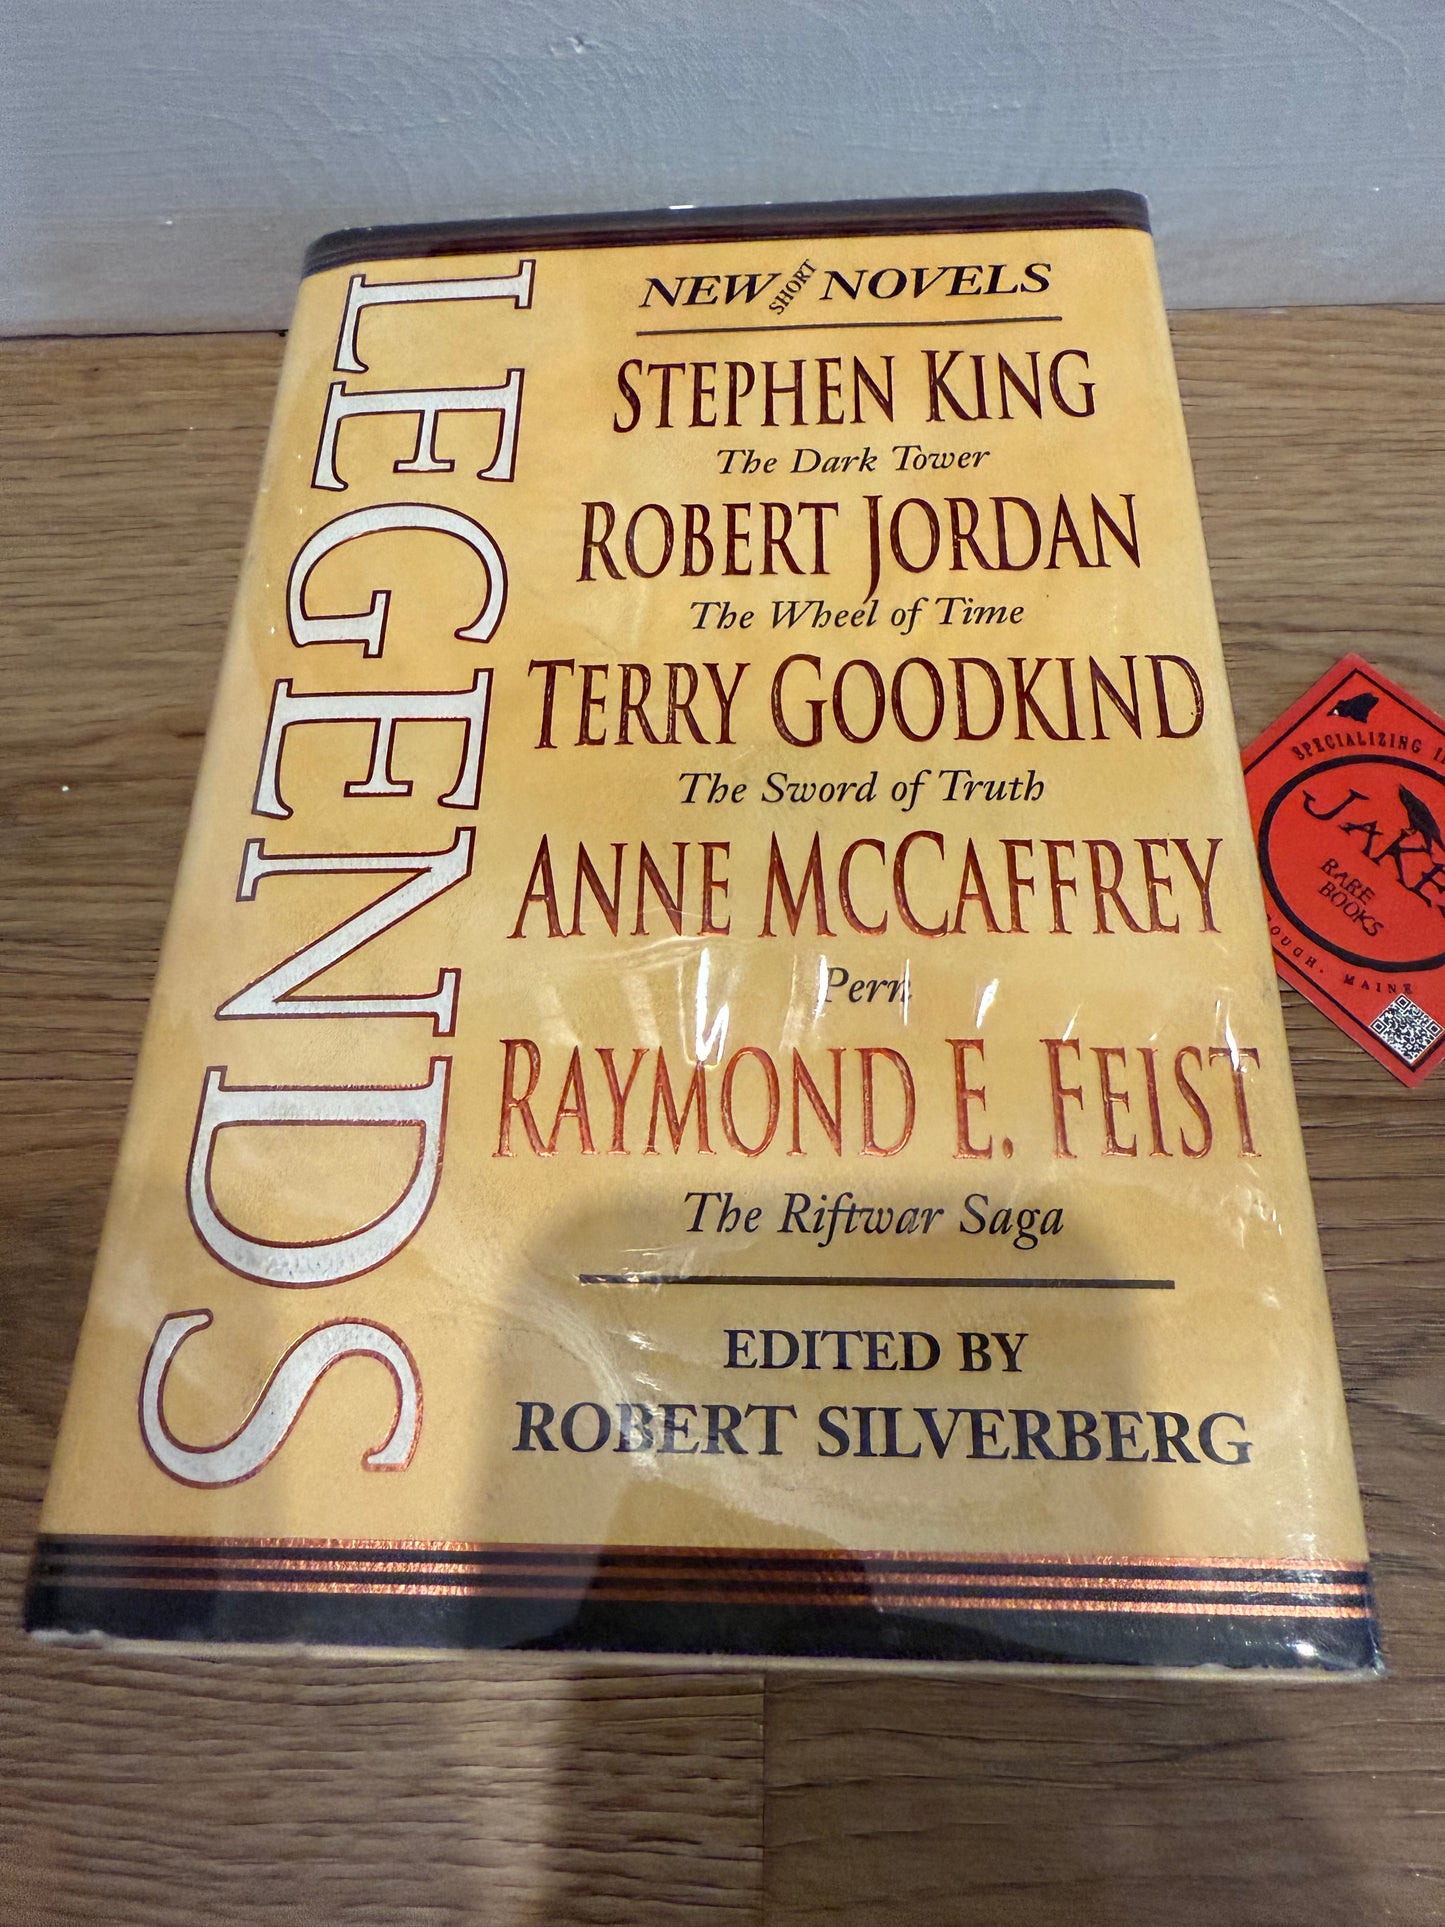 LEGENDS
NEW SHORT NOVELS
STEPHEN KING
The Dark Tower
ROBERT JORDAN
The Wheel of Time
TERRY GOODKIND
The Sword of Truth
ANNE MCCAFFREY
Pern
RAYMOND E. FEIST
The Riftwar Saga
EDITED BY
ROBERT SILVERBERG
SPECIALIZING
RARE
BOOKS
MAINE